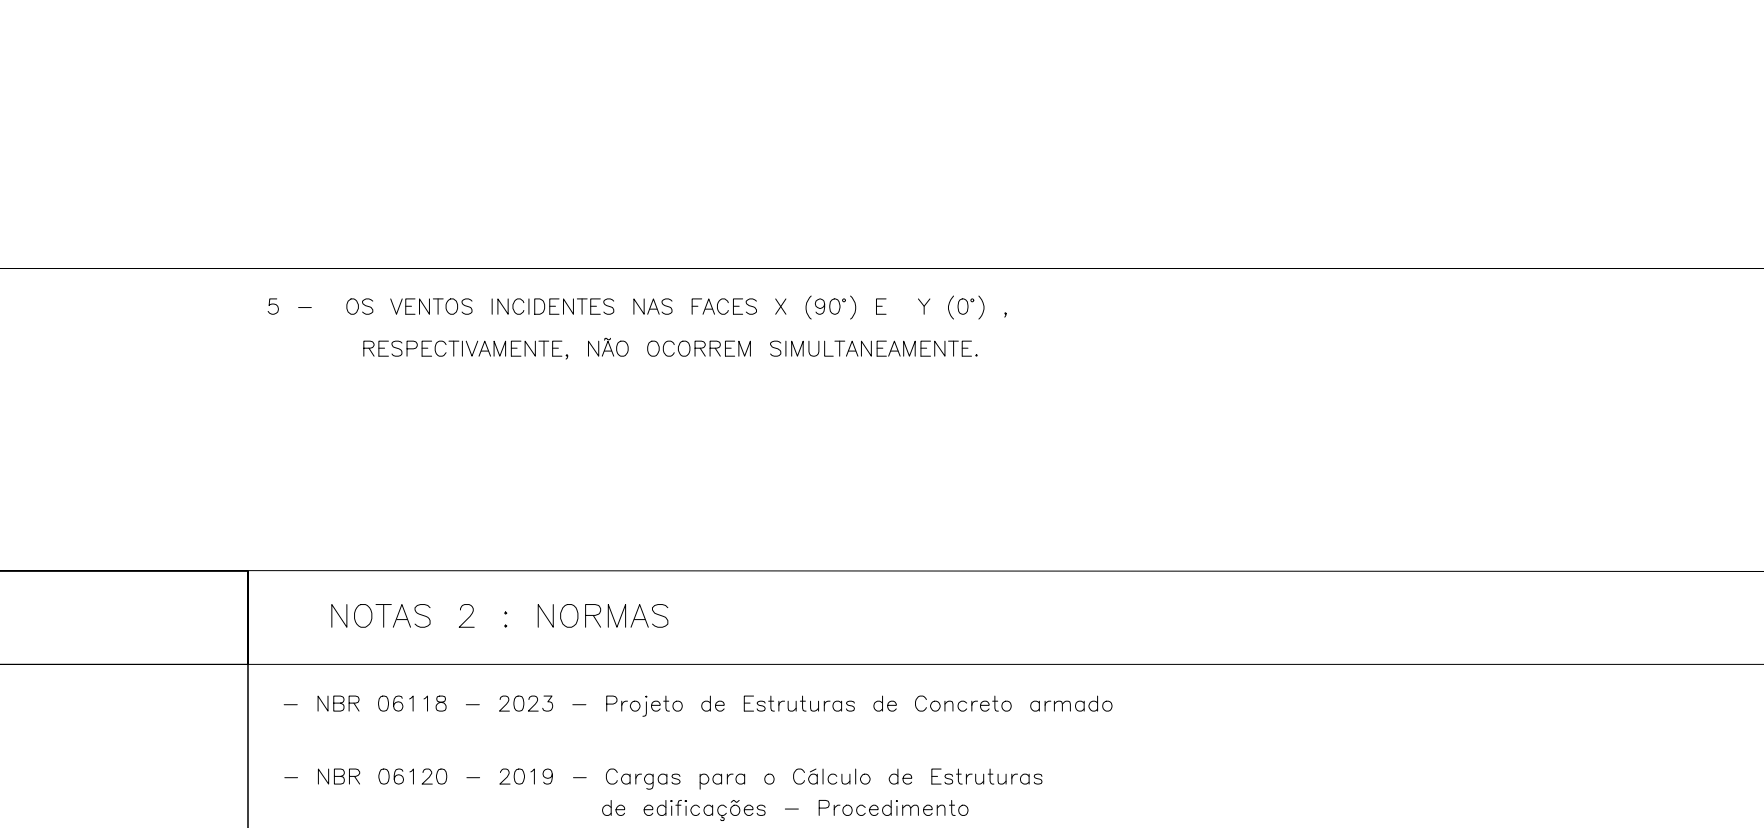 5 - OS VENTOS INCIDENTES NAS FACES X (90°) E Y (0°) ,
RESPECTIVAMENTE, NÃO OCORREM SIMULTANEAMENTE.
NOTAS 2 : NORMAS
- NBR 06118 - 2023 - Projeto de Estruturas de Concreto armado
- NBR 06120 - 2019 - Cargas para o Cálculo de Estruturas
de edificações - Procedimento